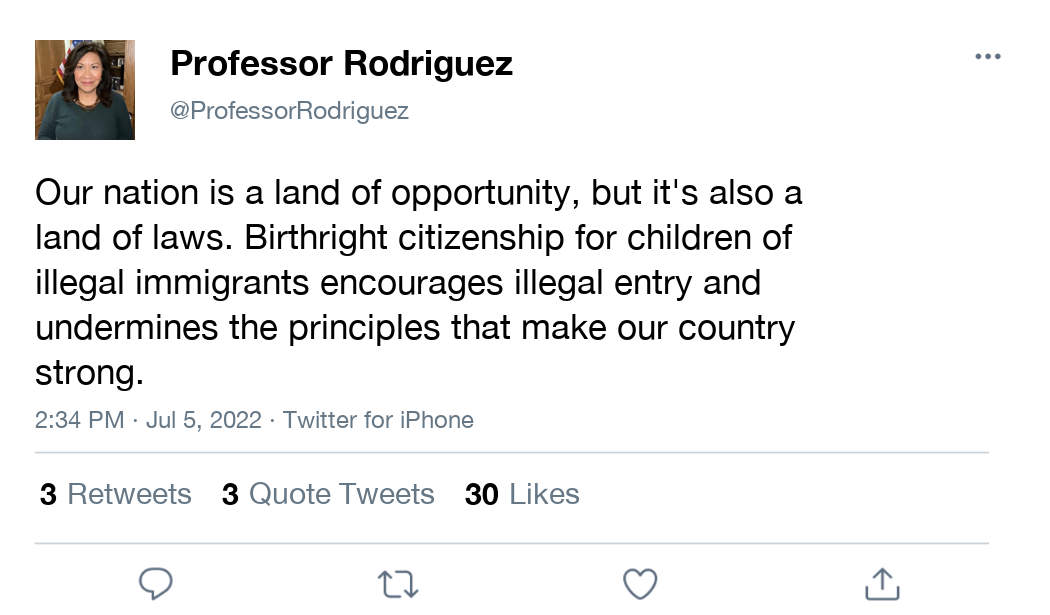 Professor Rodriguez
@ProfessorRodriguez
Our nation is a land of opportunity, but it's also a
land of laws. Birthright citizenship for children of
illegal immigrants encourages illegal entry and
undermines the principles that make our country
strong.
2:34 PM · Jul 5, 2022 · Twitter for iPhone
3 Retweets 3 Quote Tweets 30 Likes